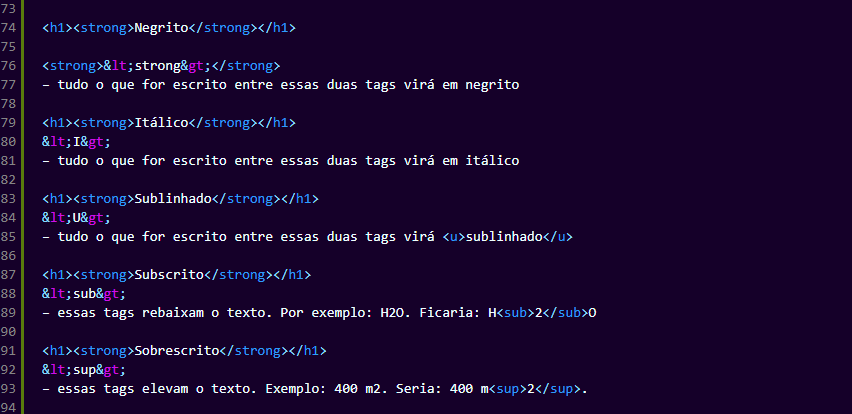 73
74 <h1><strong>Negrito</strong></h1>
75
76 <strong>&lt;strong&gt;</strong>
77 – tudo o que for escrito entre essas duas tags virá em negrito
78
79 <h1><strong>Itálico</strong></h1>
80 &lt;I&gt;
81 – tudo o que for escrito entre essas duas tags virá em itálico
82
83 <h1><strong>Sublinhado</strong></h1>
84 &lt;U&gt;
85 – tudo o que for escrito entre essas duas tags virá <u>sublinhado</u>
86
87 <h1><strong>Subscrito</strong></h1>
88 &lt;sub&gt;
89 – essas tags rebaixam o texto. Por exemplo: H2O. Ficaria: H<sub>2</sub>O
90
91 <h1><strong>Sobrescrito</strong></h1>
92 &lt;sup&gt;
93 – essas tags elevam o texto. Exemplo: 400 m2. Seria: 400 m<sup>2</sup>.
94